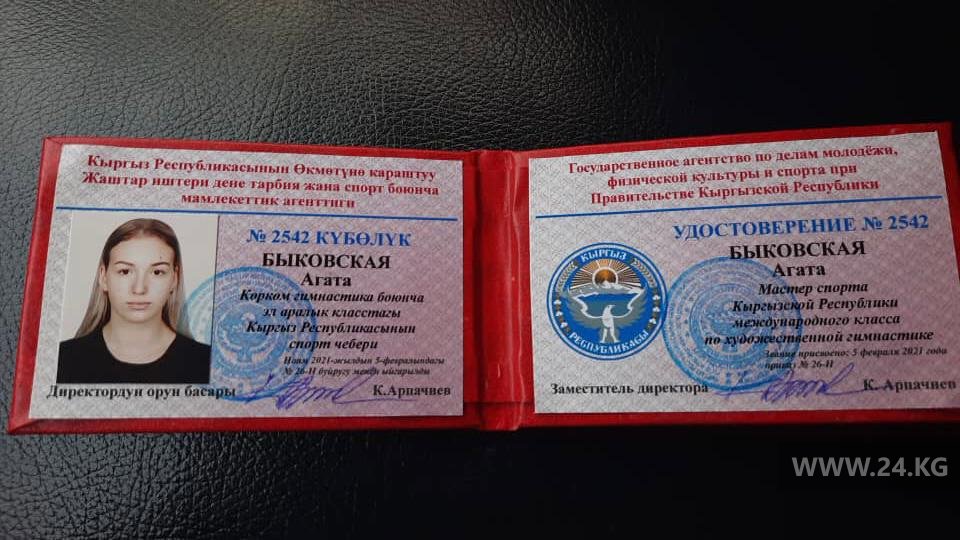 Кыргыз Республикасынын Өкмөтүнө караштуу
Жаштар иштери дене тарбия жана спорт боюнча
мамлекеттик агенттиги
№ 2542 КҮБӨЛҮК
БЫКОВСКАЯ
Агата
Көркөм гимнастика боюнча
эл аралык класстагы
Кыргыз Республикасынын
спорт чебери
Наам 2021-жылдын 5-февралындагы
№ 26-Н буйругу менен ыйгарылды
Директордун орун басары
К.Арпачиев
Государственное агентство по делам молодёжи,
физической культуры и спорта при
Правительстве Кыргызской Республики
УДОСТОВЕРЕНИЕ № 2542
БЫКОВСКАЯ
Агата
Мастер спорта
Кыргызской Республики
международного класса
по художественной гимнастике
Звание присвоено: 5 февраля 2021 года
приказ № 26-Н
КЫРГЫЗ
РЕСПУБЛИКАСЫ
Заместитель директора
К. Арпачиев
WWW.24.KG